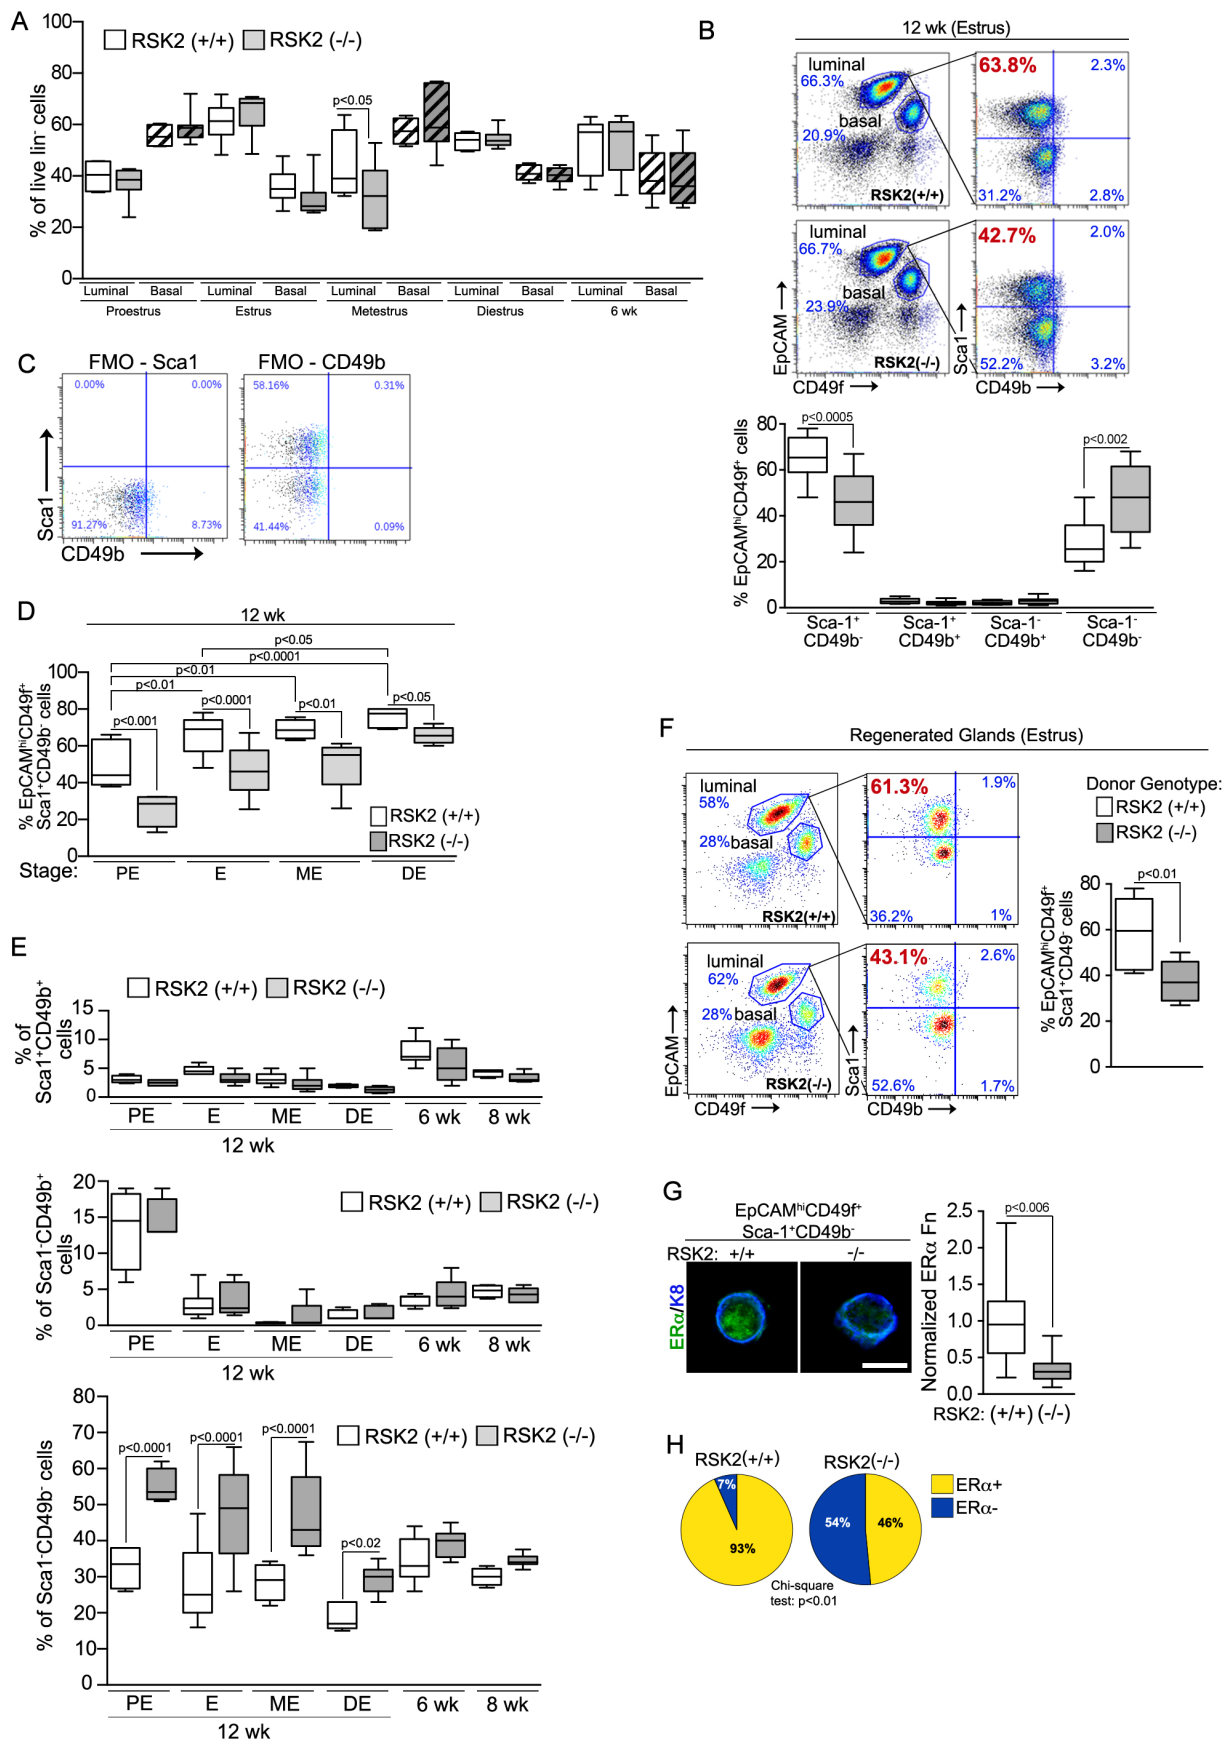 A
100
80
60
40
20
0
% of live lin⁻ cells
RSK2 (+/+) RSK2 (-/-)
p<0.05
Luminal Basal Luminal Basal Luminal Basal Luminal Basal Luminal Basal
Proestrus Estrus Metestrus Diestrus 6 wk
B
12 wk (Estrus)
luminal
66.3%
basal
20.9%
RSK2(+/+)
63.8% 2.3%
31.2% 2.8%
luminal
66.7%
basal
23.9%
RSK2(-/-)
42.7% 2.0%
52.2% 3.2%
EpCAM
CD49f
Sca1
CD49b
80
60
40
20
0
% EpCAMʰⁱCD49f⁺ cells
p<0.0005
p<0.002
Sca-1⁺ Sca-1⁺ Sca-1⁻ Sca-1⁻
CD49b⁻ CD49b⁺ CD49b⁺ CD49b⁻
C
FMO - Sca1 FMO - CD49b
0.00% 0.00%
91.27% 8.73%
58.16% 0.31%
41.44% 0.09%
Sca1
CD49b
D
12 wk
p<0.05
p<0.0001
p<0.01
p<0.01
p<0.001
p<0.0001
p<0.01
p<0.05
100
80
60
40
20
0
% EpCAMʰⁱCD49f⁺
Sca1⁺CD49b⁻ cells
RSK2 (+/+)
RSK2 (-/-)
Stage: PE E ME DE
E
RSK2 (+/+) RSK2 (-/-)
15
10
5
0
% of
Sca1⁺CD49b⁺
cells
PE E ME DE 6 wk 8 wk
12 wk
20
15
10
5
0
% of Sca1⁻CD49b⁺
cells
RSK2 (+/+) RSK2 (-/-)
PE E ME DE 6 wk 8 wk
12 wk
80
70
60
50
40
30
20
10
0
% of Sca1⁻CD49b⁻ cells
RSK2 (+/+) RSK2 (-/-)
p<0.0001
p<0.0001
p<0.0001
p<0.02
PE E ME DE 6 wk 8 wk
12 wk
F
Regenerated Glands (Estrus)
luminal
58%
28% basal
RSK2(+/+)
61.3% 1.9%
36.2% 1%
luminal
62%
28% basal
RSK2(-/-)
43.1% 2.6%
52.6% 1.7%
EpCAM
CD49f
Sca1
CD49b
Donor Genotype:
RSK2 (+/+)
RSK2 (-/-)
p<0.01
80
60
40
20
0
% EpCAMʰⁱCD49f⁺
Sca1⁺CD49⁻ cells
G
EpCAMʰⁱCD49f⁺
Sca-1⁺CD49b⁻
RSK2: +/+ -/-
ERα/K8
2.5
2.0
1.5
1.0
0.5
0.0
Normalized ERα Fn
p<0.006
RSK2: (+/+) (-/-)
H
RSK2(+/+) RSK2(-/-)
7%
93%
54% 46%
ERα+
ERα-
Chi-square
test: p<0.01